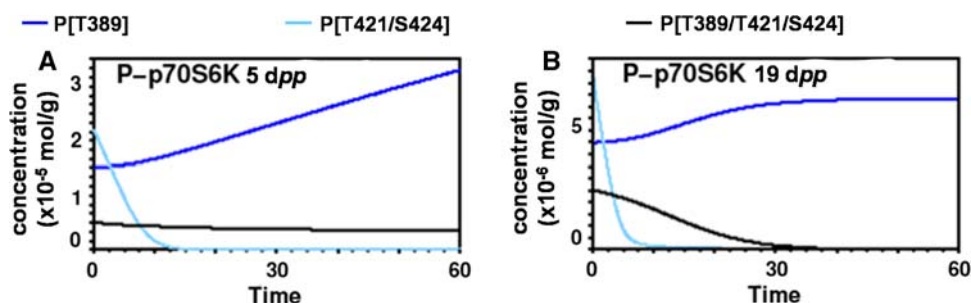 P[T389] P[T421/S424] P[T389/T421/S424]
A P–p70S6K 5 dpp
concentration
(x10-5 mol/g)
3
2
1
0
0 30 60
Time
B P–p70S6K 19 dpp
concentration
(x10-6 mol/g)
5
0
0 30 60
Time